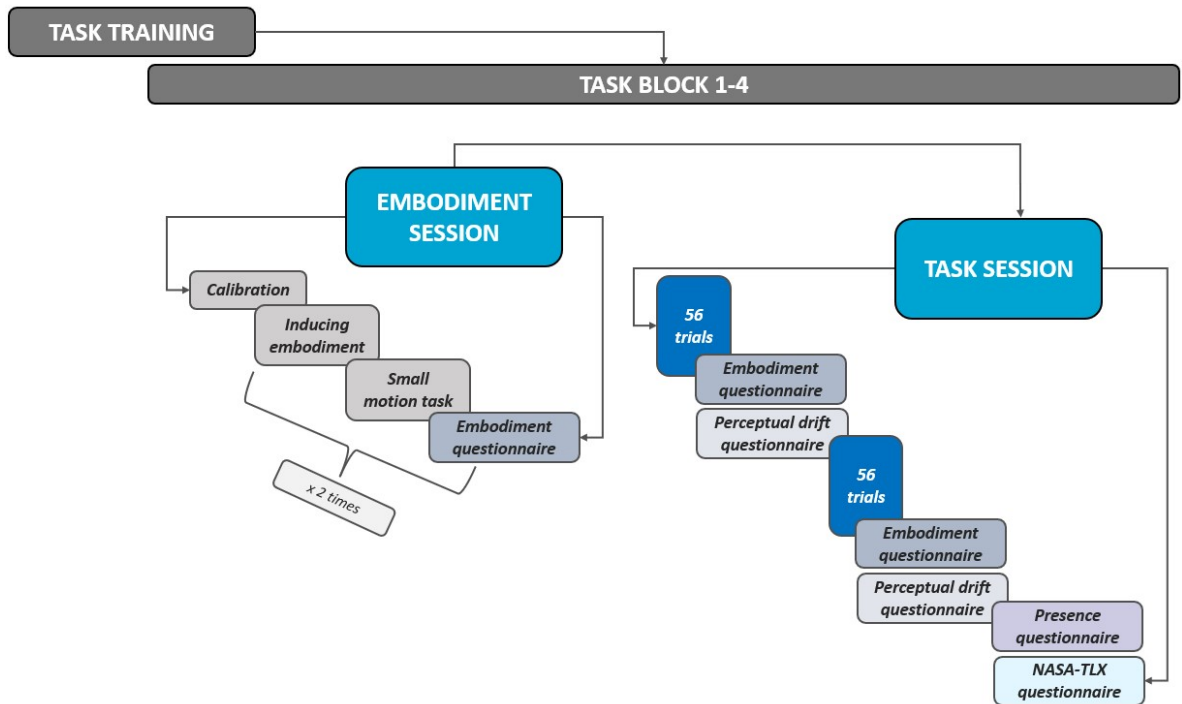 TASK TRAINING
TASK BLOCK 1-4
EMBODIMENT
SESSION
Calibration
Inducing
embodiment
Small
motion task
Embodiment
questionnaire
x 2 times
TASK SESSION
56
trials
Embodiment
questionnaire
Perceptual drift
questionnaire
56
trials
Embodiment
questionnaire
Perceptual drift
questionnaire
Presence
questionnaire
NASA-TLX
questionnaire